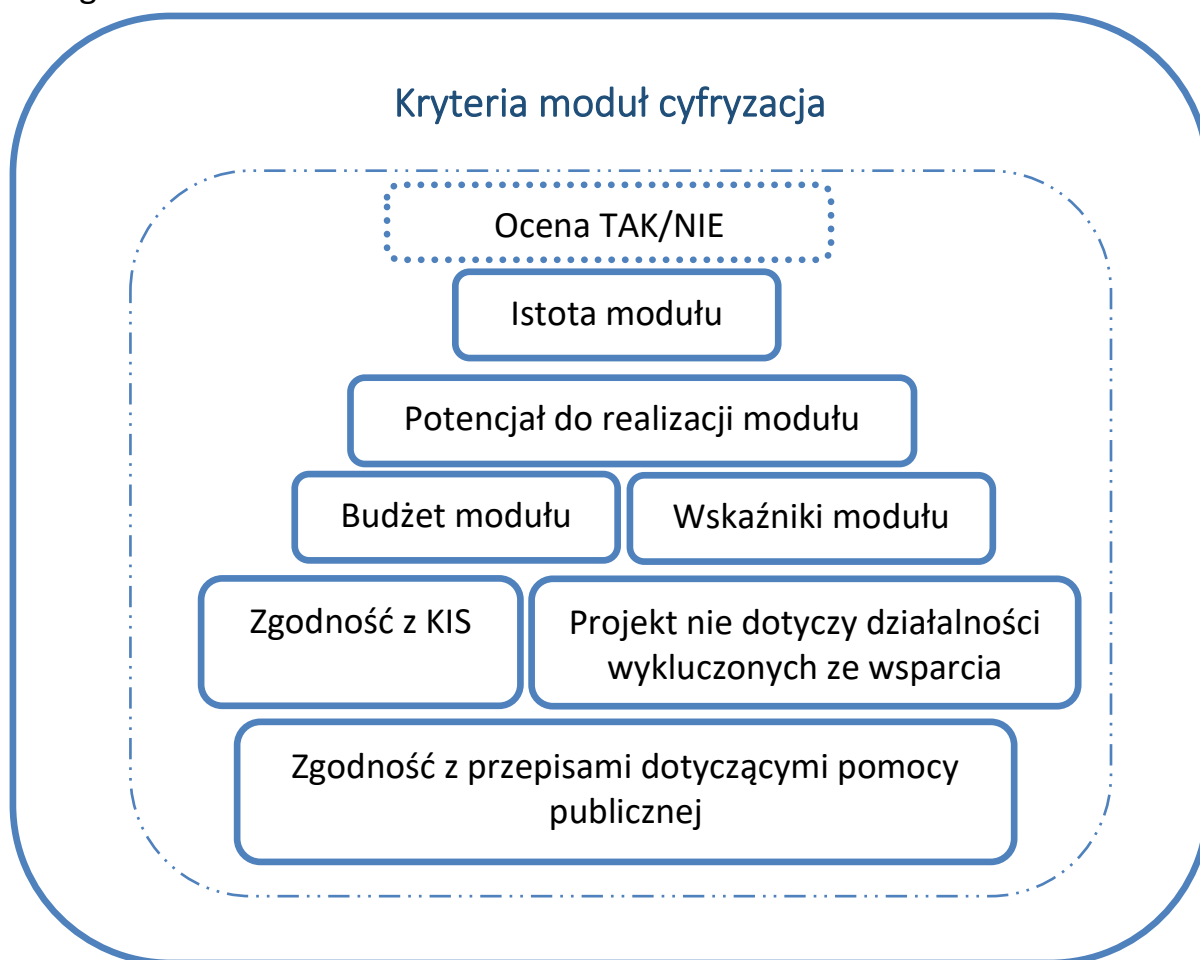 Kryteria moduł cyfryzacja
Ocena TAK/NIE
Istota modułu
Potencjał do realizacji modułu
Budżet modułu
Wskaźniki modułu
Zgodność z KIS
Projekt nie dotyczy działalności
wykluczonych ze wsparcia
Zgodność z przepisami dotyczącymi pomocy
publicznej